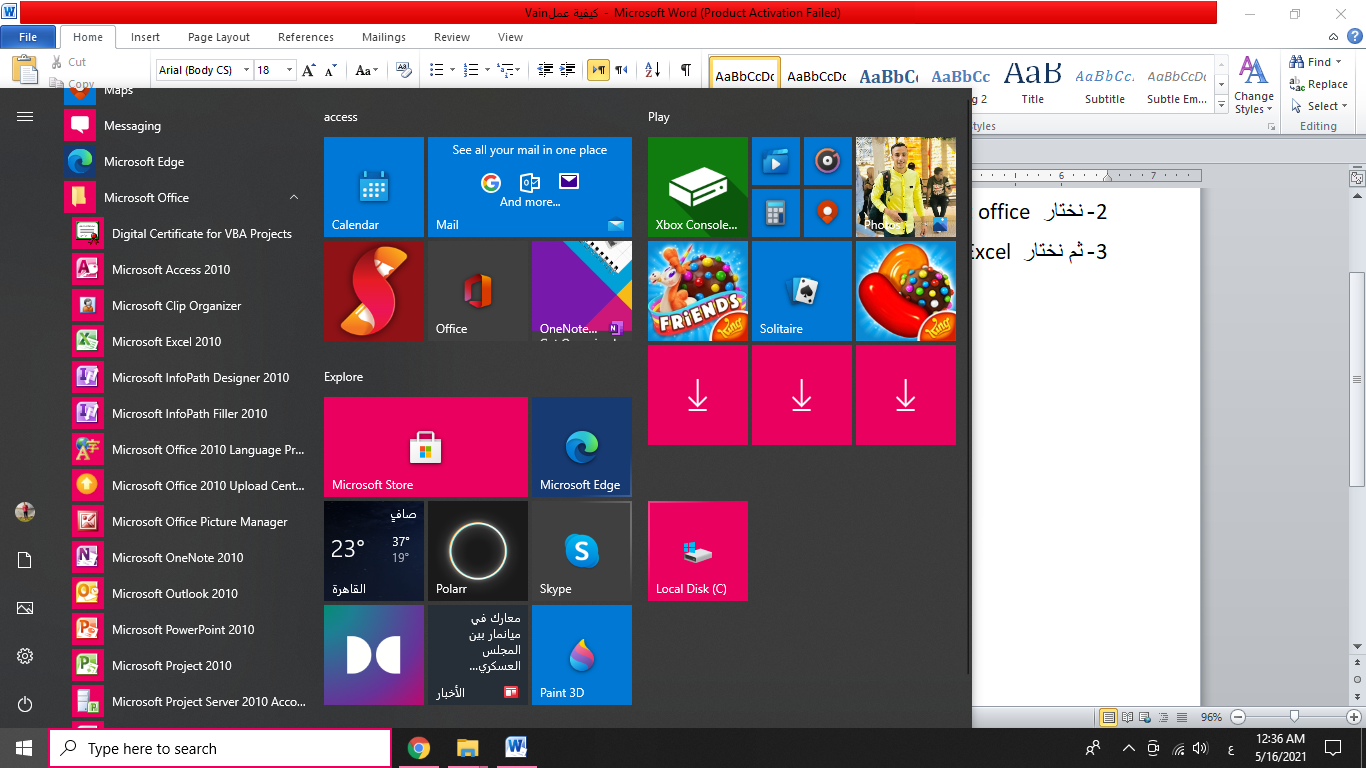 كيفية عملVain - Microsoft Word (Product Activation Failed)
File Home Insert Page Layout References Mailings Review View
Cut
Copy
Arial (Body CS) 18
AaBbCcDc AaBbCcDc AaBbCc AaBbCc AaB AaBbCc. AaBbCcDc
g 2 Title Subtitle Subtle Em...
Change Styles
Find
Replace
Select
tyles
Editing
6 7
2- نختار office
3- ثم نختار Excel
Maps
Messaging
Microsoft Edge
Microsoft Office
Digital Certificate for VBA Projects
Microsoft Access 2010
Microsoft Clip Organizer
Microsoft Excel 2010
Microsoft InfoPath Designer 2010
Microsoft InfoPath Filler 2010
Microsoft Office 2010 Language Pr...
Microsoft Office 2010 Upload Cent...
Microsoft Office Picture Manager
Microsoft OneNote 2010
Microsoft Outlook 2010
Microsoft PowerPoint 2010
Microsoft Project 2010
Microsoft Project Server 2010 Acco...
access
Calendar
See all your mail in one place
And more...
Mail
Office
OneNote...
Explore
Microsoft Store
Microsoft Edge
صافٍ
23° 37°
19°
القاهرة
Polarr
Skype
معارك في
ميانمار بين
المجلس
العسكري...
الأخبار
Paint 3D
Play
Xbox Console...
Photos
FRIENDS
King
Solitaire
King
Local Disk (C)
96%
Type here to search
ع
12:36 AM
5/16/2021